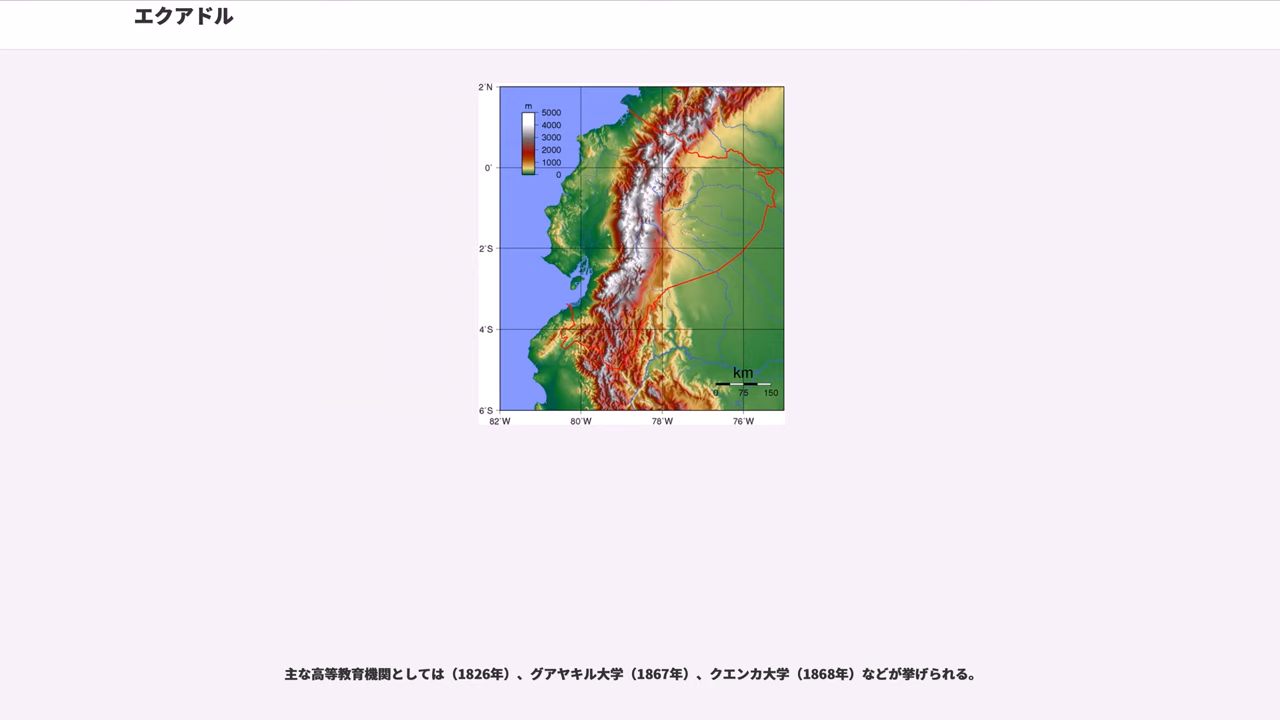 エクアドル
2°N
m
5000
4000
3000
2000
1000
0
0°
2°S
4°S
km
0 75 150
6°S
82°W 80°W 78°W 76°W
主な高等教育機関としては（1826年）、グアヤキル大学（1867年）、クエンカ大学（1868年）などが挙げられる。